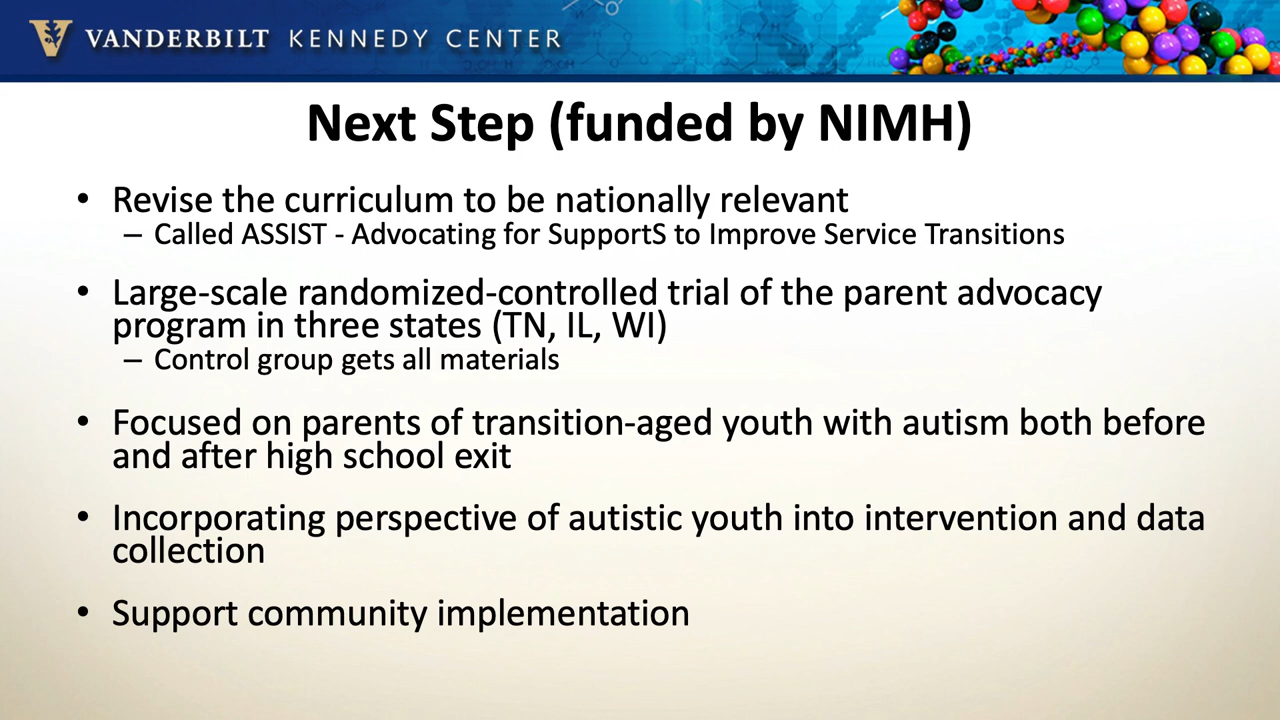 VANDERBILT KENNEDY CENTER
Next Step (funded by NIMH)
• Revise the curriculum to be nationally relevant
– Called ASSIST - Advocating for SupportS to Improve Service Transitions
• Large-scale randomized-controlled trial of the parent advocacy
program in three states (TN, IL, WI)
– Control group gets all materials
• Focused on parents of transition-aged youth with autism both before
and after high school exit
• Incorporating perspective of autistic youth into intervention and data
collection
• Support community implementation